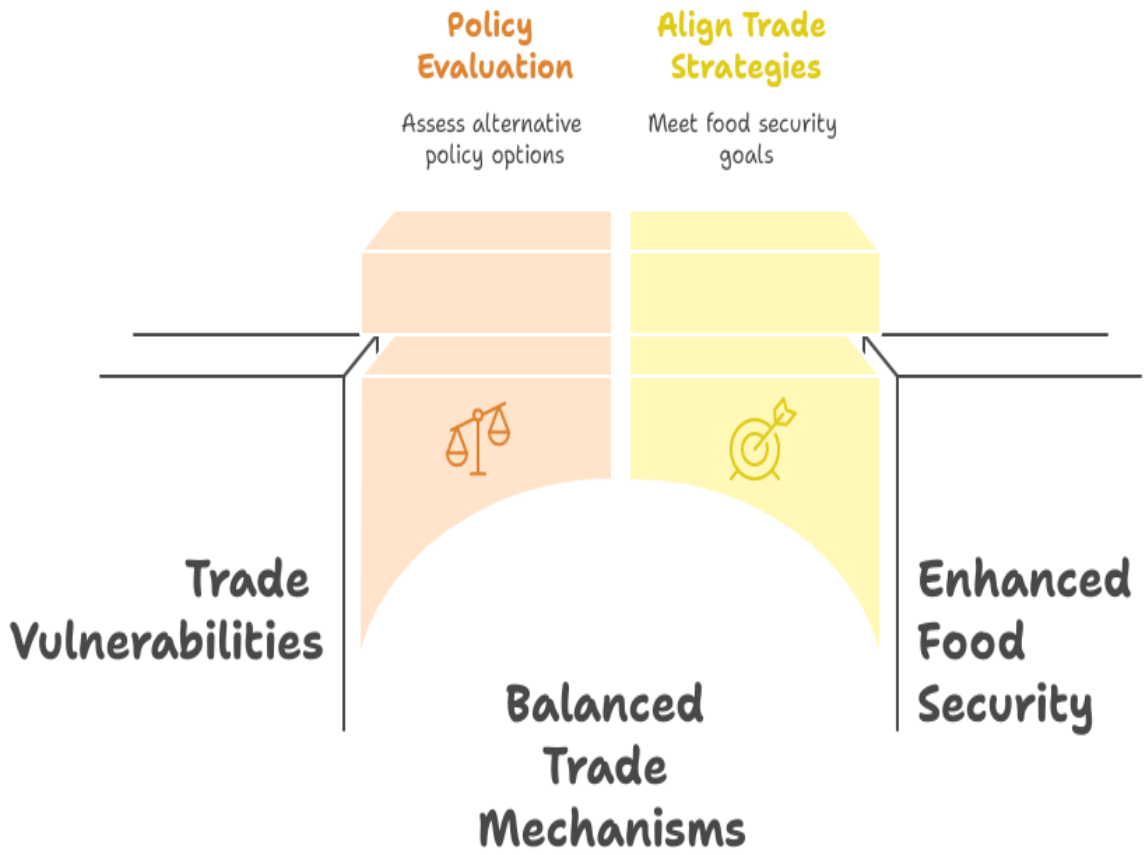 Policy
Evaluation
Assess alternative
policy options
Align Trade
Strategies
Meet food security
goals
Trade
Vulnerabilities
Balanced
Trade
Mechanisms
Enhanced
Food
Security